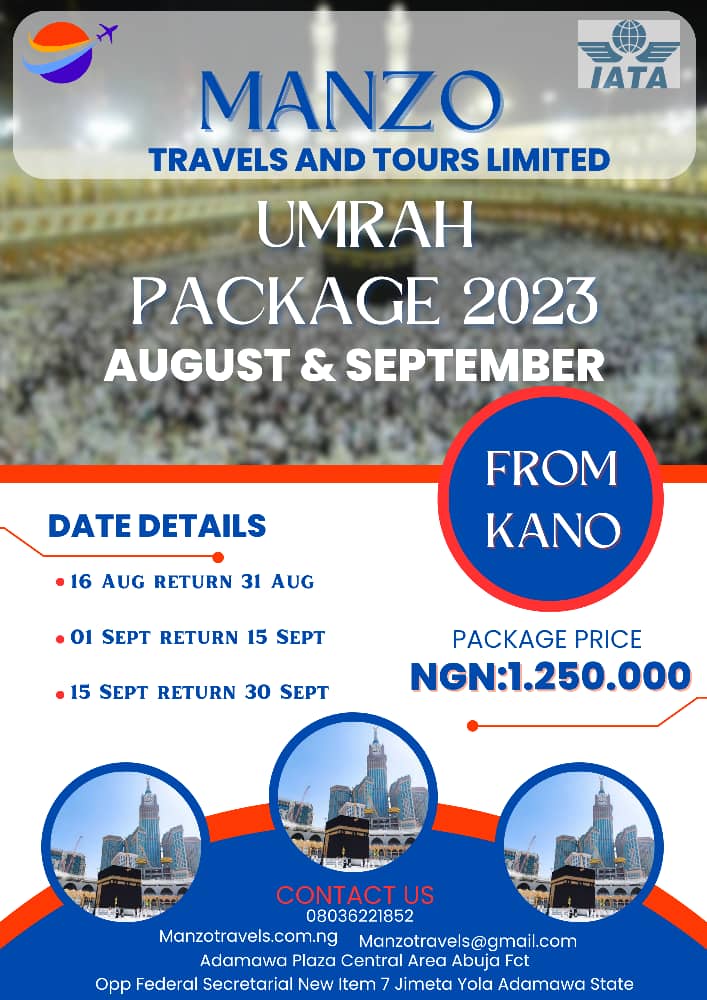 IATA
MANZO
TRAVELS AND TOURS LIMITED
UMRAH
PACKAGE 2023
AUGUST & SEPTEMBER
FROM
KANO
DATE DETAILS
• 16 Aug return 31 Aug
• 01 Sept return 15 Sept
• 15 Sept return 30 Sept
PACKAGE PRICE
NGN:1.250.000
CONTACT US
08036221852
Manzotravels.com.ng
Manzotravels@gmail.com
Adamawa Plaza Central Area Abuja Fct
Opp Federal Secretarial New Item 7 Jimeta Yola Adamawa State